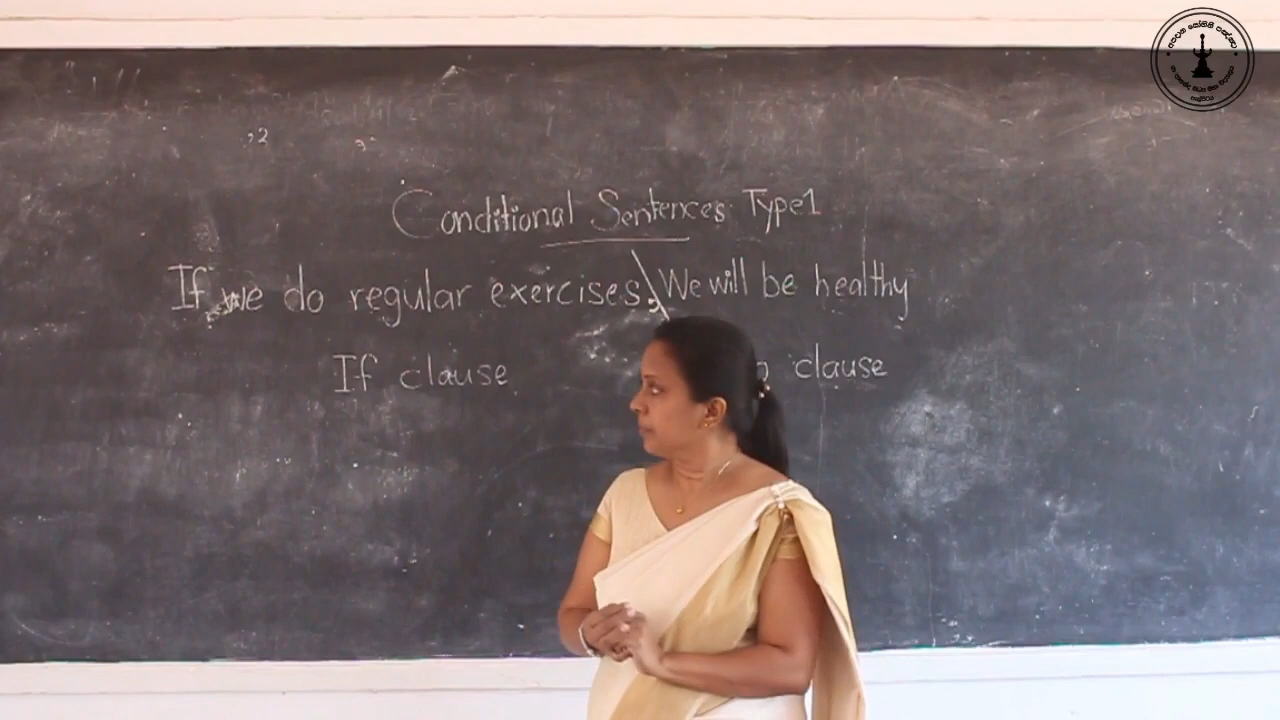 Conditional Sentences Type1
If we do regular exercises, We will be healthy
If clause clause